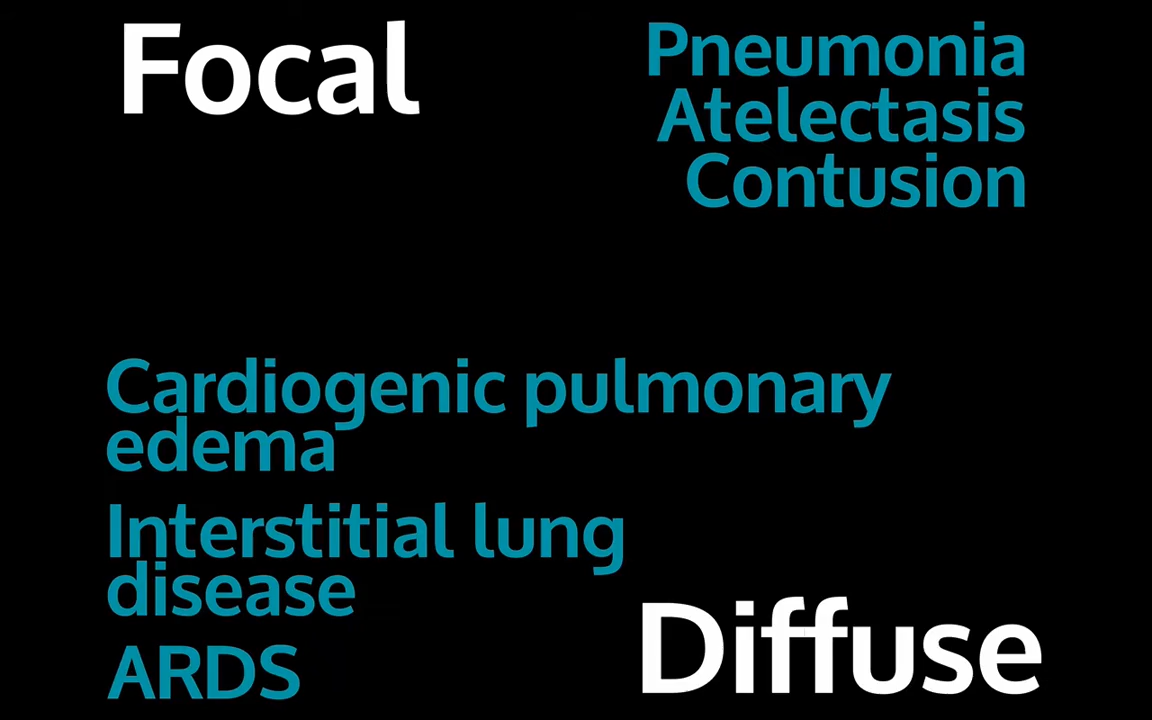 Focal
Pneumonia
Atelectasis
Contusion
Cardiogenic pulmonary
edema
Interstitial lung
disease
ARDS
Diffuse